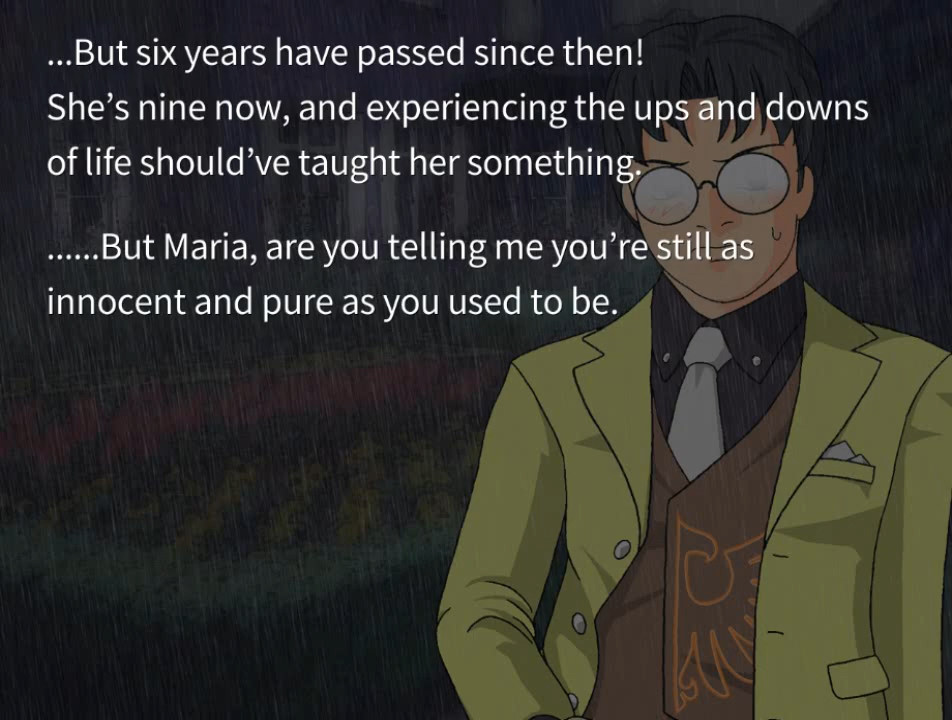 ...But six years have passed since then!
She’s nine now, and experiencing the ups and downs
of life should’ve taught her something.
......But Maria, are you telling me you’re still as
innocent and pure as you used to be.